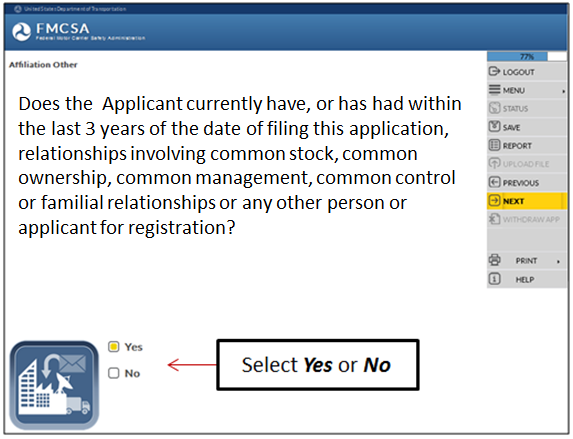 United States Department of Transportation
FMCSA
Federal Motor Carrier Safety Administration
Affiliation Other
Does the Applicant currently have, or has had within
the last 3 years of the date of filing this application,
relationships involving common stock, common
ownership, common management, common control
or familial relationships or any other person or
applicant for registration?
77%
LOGOUT
MENU
STATUS
SAVE
REPORT
UPLOAD FILE
PREVIOUS
NEXT
WITHDRAW APP
PRINT
HELP
Yes
No
Select Yes or No